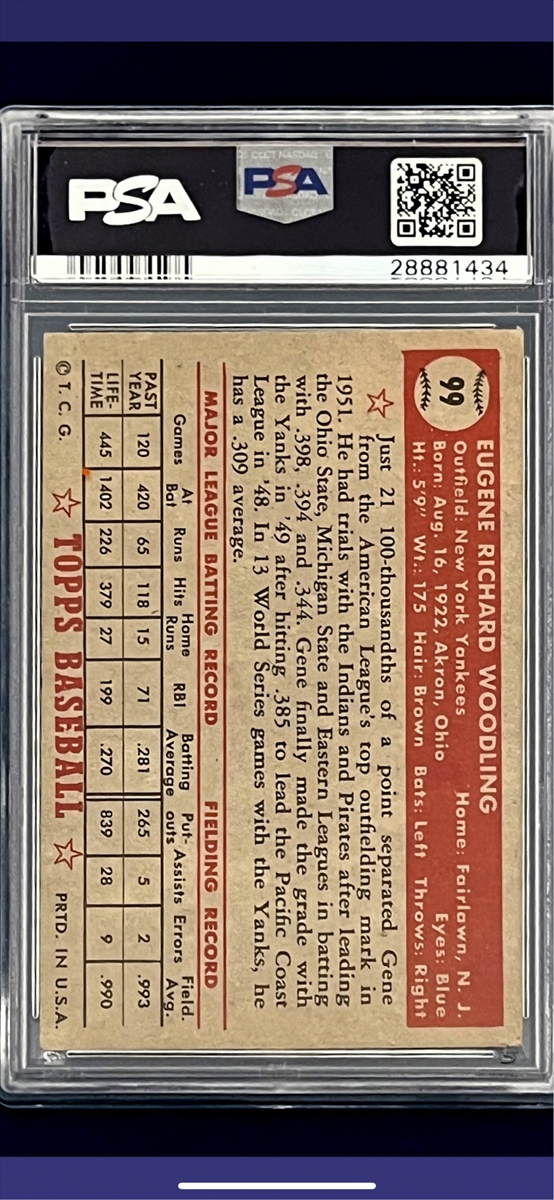 PSA
PSA
28881434
99
EUGENE RICHARD WOODLING
Outfield: New York Yankees Home: Fairlawn, N. J.
Born: Aug. 16, 1922, Akron, Ohio Eyes: Blue
Ht.: 5'9" Wt.: 175 Hair: Brown Bats: Left Throws: Right
Just 21 100-thousandths of a point separated Gene
from the American League's top outfielding mark in
1951. He had trials with the Indians and Pirates after leading
the Ohio State, Michigan State and Eastern Leagues in batting
with .398, .394 and .344. Gene finally made the grade with
the Yanks in '49 after hitting .385 to lead the Pacific Coast
League in '48. In 13 World Series games with the Yanks, he
has a .309 average.
MAJOR LEAGUE BATTING RECORD FIELDING RECORD
Games At Bat Runs Hits Home Runs RBI Batting Average Put-outs Assists Errors Field. Avg.
PAST YEAR 120 420 65 118 15 71 .281 265 5 2 .993
LIFE-TIME 445 1402 226 379 27 199 .270 839 28 9 .990
© T. C. G. TOPPS BASEBALL PRTD. IN U.S.A.